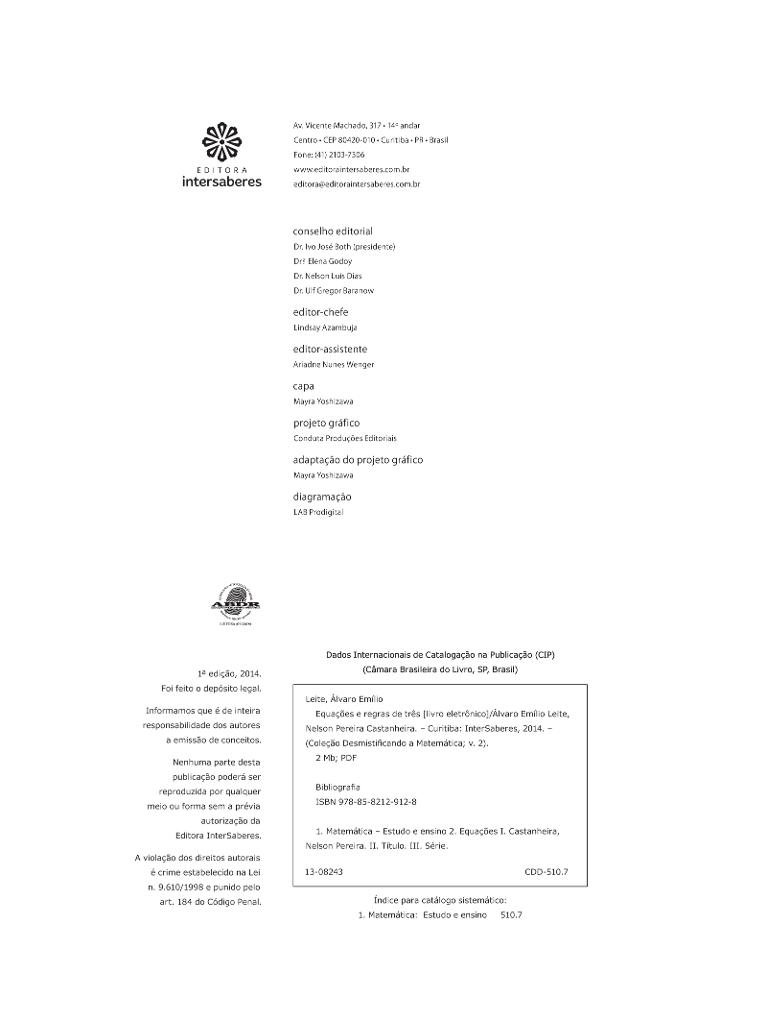 EDITORA
intersaberes
Av. Vicente Machado, 317 • 14º andar
Centro • CEP 80420-010 • Curitiba • PR • Brasil
Fone: (41) 2103-7306
www.editoraintersaberes.com.br
editora@editoraintersaberes.com.br
conselho editorial
Dr. Ivo José Both (presidente)
Drª Elena Godoy
Dr. Nelson Luís Dias
Dr. Ulf Gregor Baranow
editor-chefe
Lindsay Azambuja
editor-assistente
Ariadne Nunes Wenger
capa
Mayra Yoshizawa
projeto gráfico
Conduta Produções Editoriais
adaptação do projeto gráfico
Mayra Yoshizawa
diagramação
LAB Prodigital
ABDR
1ª edição, 2014.
Foi feito o depósito legal.
Informamos que é de inteira
responsabilidade dos autores
a emissão de conceitos.
Nenhuma parte desta
publicação poderá ser
reproduzida por qualquer
meio ou forma sem a prévia
autorização da
Editora InterSaberes.
A violação dos direitos autorais
é crime estabelecido na Lei
n. 9.610/1998 e punido pelo
art. 184 do Código Penal.
Dados Internacionais de Catalogação na Publicação (CIP)
(Câmara Brasileira do Livro, SP, Brasil)
Leite, Álvaro Emílio
Equações e regras de três [livro eletrônico]/Álvaro Emílio Leite,
Nelson Pereira Castanheira. – Curitiba: InterSaberes, 2014. –
(Coleção Desmistificando a Matemática; v. 2).
2 Mb; PDF
Bibliografia
ISBN 978-85-8212-912-8
1. Matemática – Estudo e ensino 2. Equações I. Castanheira,
Nelson Pereira. II. Título. III. Série.
13-08243 CDD-510.7
Índice para catálogo sistemático:
1. Matemática: Estudo e ensino 510.7